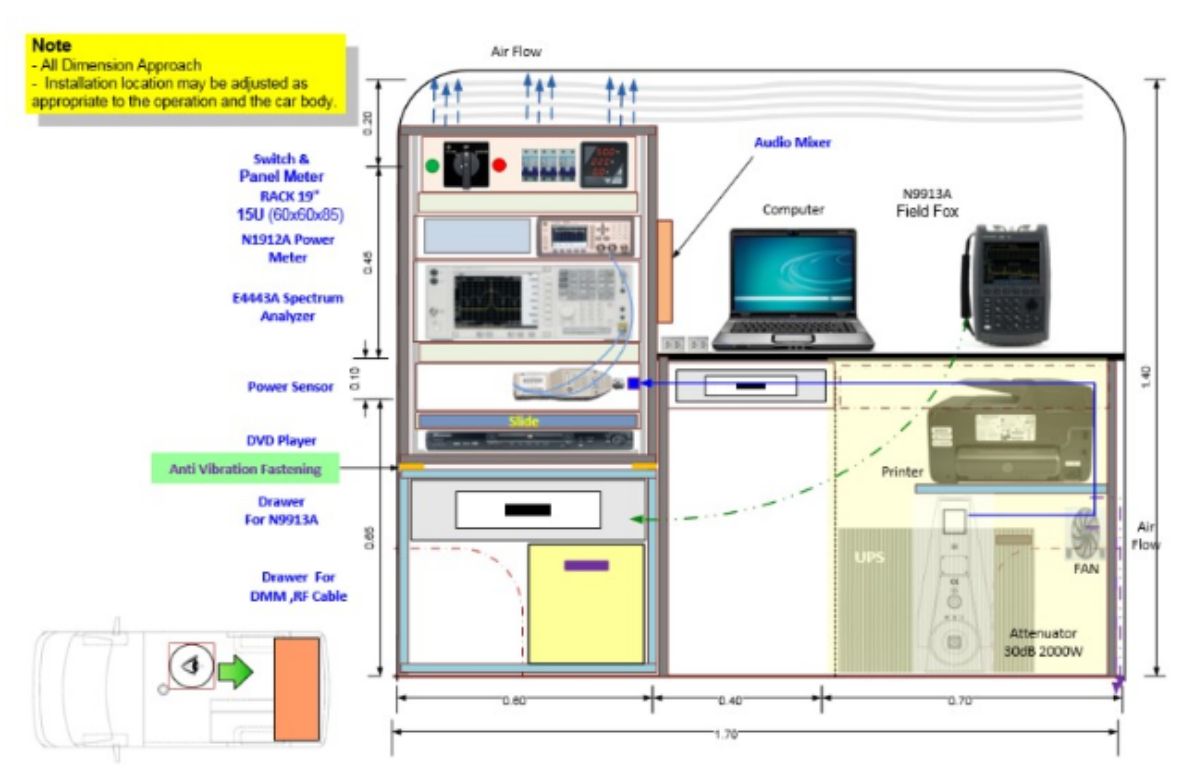 Note
- All Dimension Approach
- Installation location may be adjusted as
appropriate to the operation and the car body.
Air Flow
0.20
Switch &
Panel Meter
RACK 19"
15U (60x60x85)
N1912A Power
Meter
0.45
E4443A Spectrum
Analyzer
Power Sensor
0.10
DVD Player
Anti Vibration Fastening
Drawer
For N9913A
0.65
Drawer For
DMM ,RF Cable
Slide
Audio Mixer
Computer
N9913A
Field Fox
1.40
Printer
UPS
Air
Flow
FAN
Attenuator
30dB 2000W
0.60
0.40
0.70
1.70